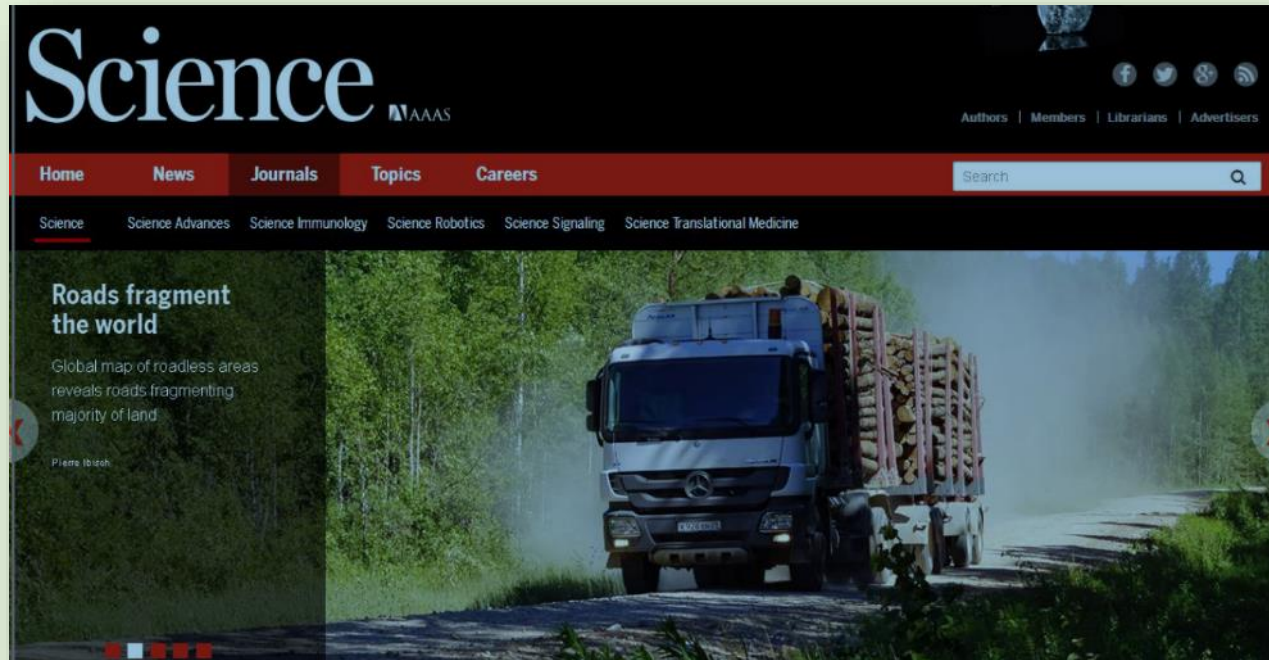 Science
AAAS
Authors | Members | Librarians | Advertisers
Home News Journals Topics Careers
Search
Science Science Advances Science Immunology Science Robotics Science Signaling Science Translational Medicine
Roads fragment
the world
Global map of roadless areas
reveals roads fragmenting
majority of land
Pierre Ibisch